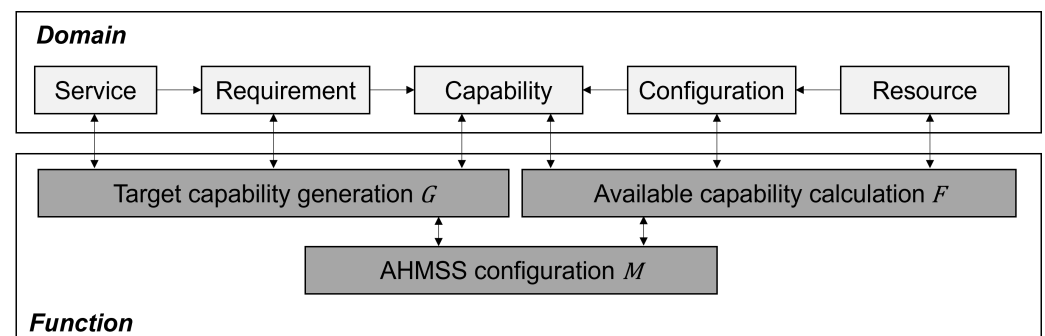 Domain
Service
Requirement
Capability
Configuration
Resource
Target capability generation G
Available capability calculation F
AHMSS configuration M
Function